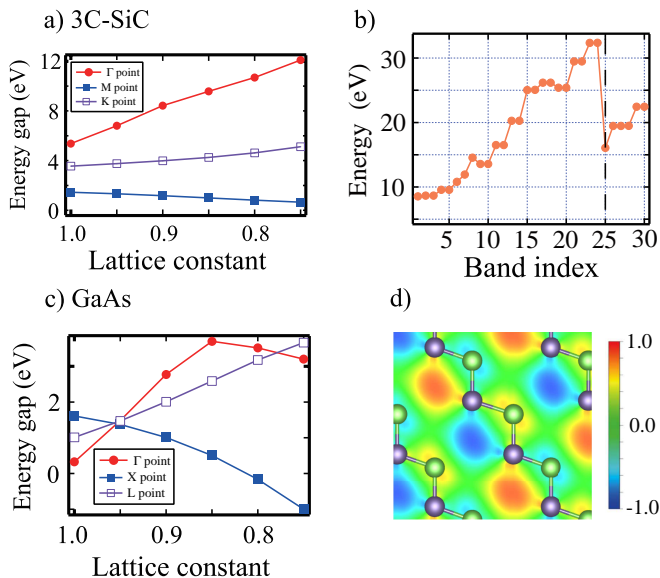 a) 3C-SiC
Energy gap (eV)
12
8
4
0
Γ point
M point
K point
1.0
0.9
0.8
Lattice constant
b)
Energy (eV)
30
20
10
5
10
15
20
25
30
Band index
c) GaAs
Energy gap (eV)
2
0
Γ point
X point
L point
1.0
0.9
0.8
Lattice constant
d)
1.0
0.0
-1.0